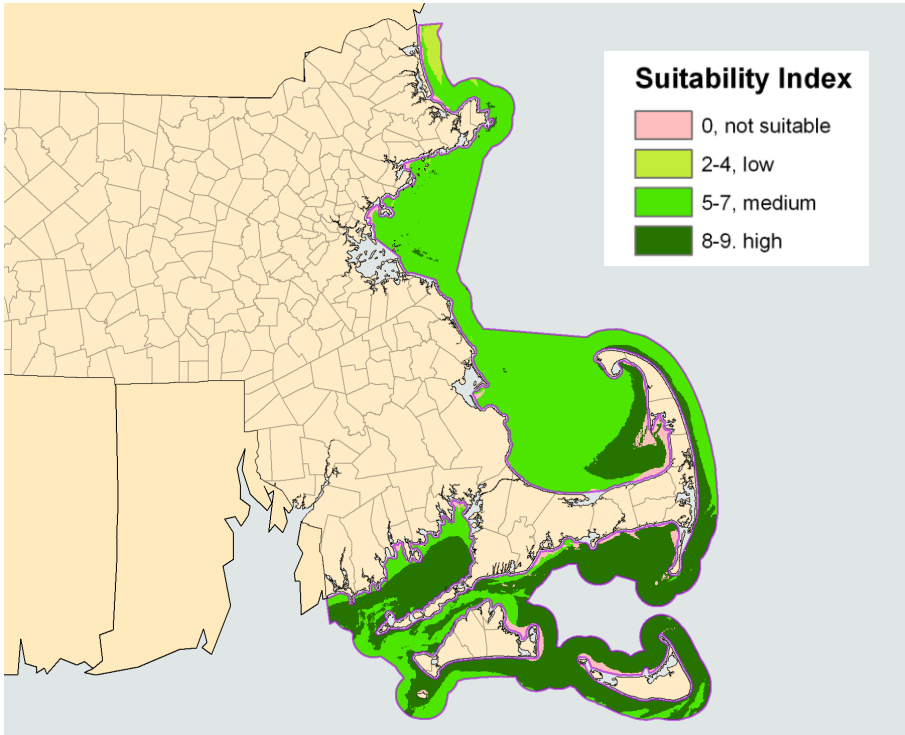 Suitability Index
0, not suitable
2-4, low
5-7, medium
8-9. high